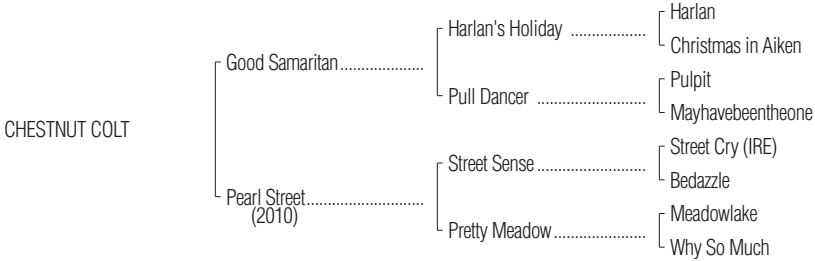 Harlan
Harlan's Holiday ..................
Christmas in Aiken
Good Samaritan....................
Pulpit
Pull Dancer ..........................
Mayhavebeentheone
CHESTNUT COLT
Street Cry (IRE)
Street Sense ...........................
Bedazzle
Pearl Street............................
(2010)
Meadowlake
Pretty Meadow......................
Why So Much